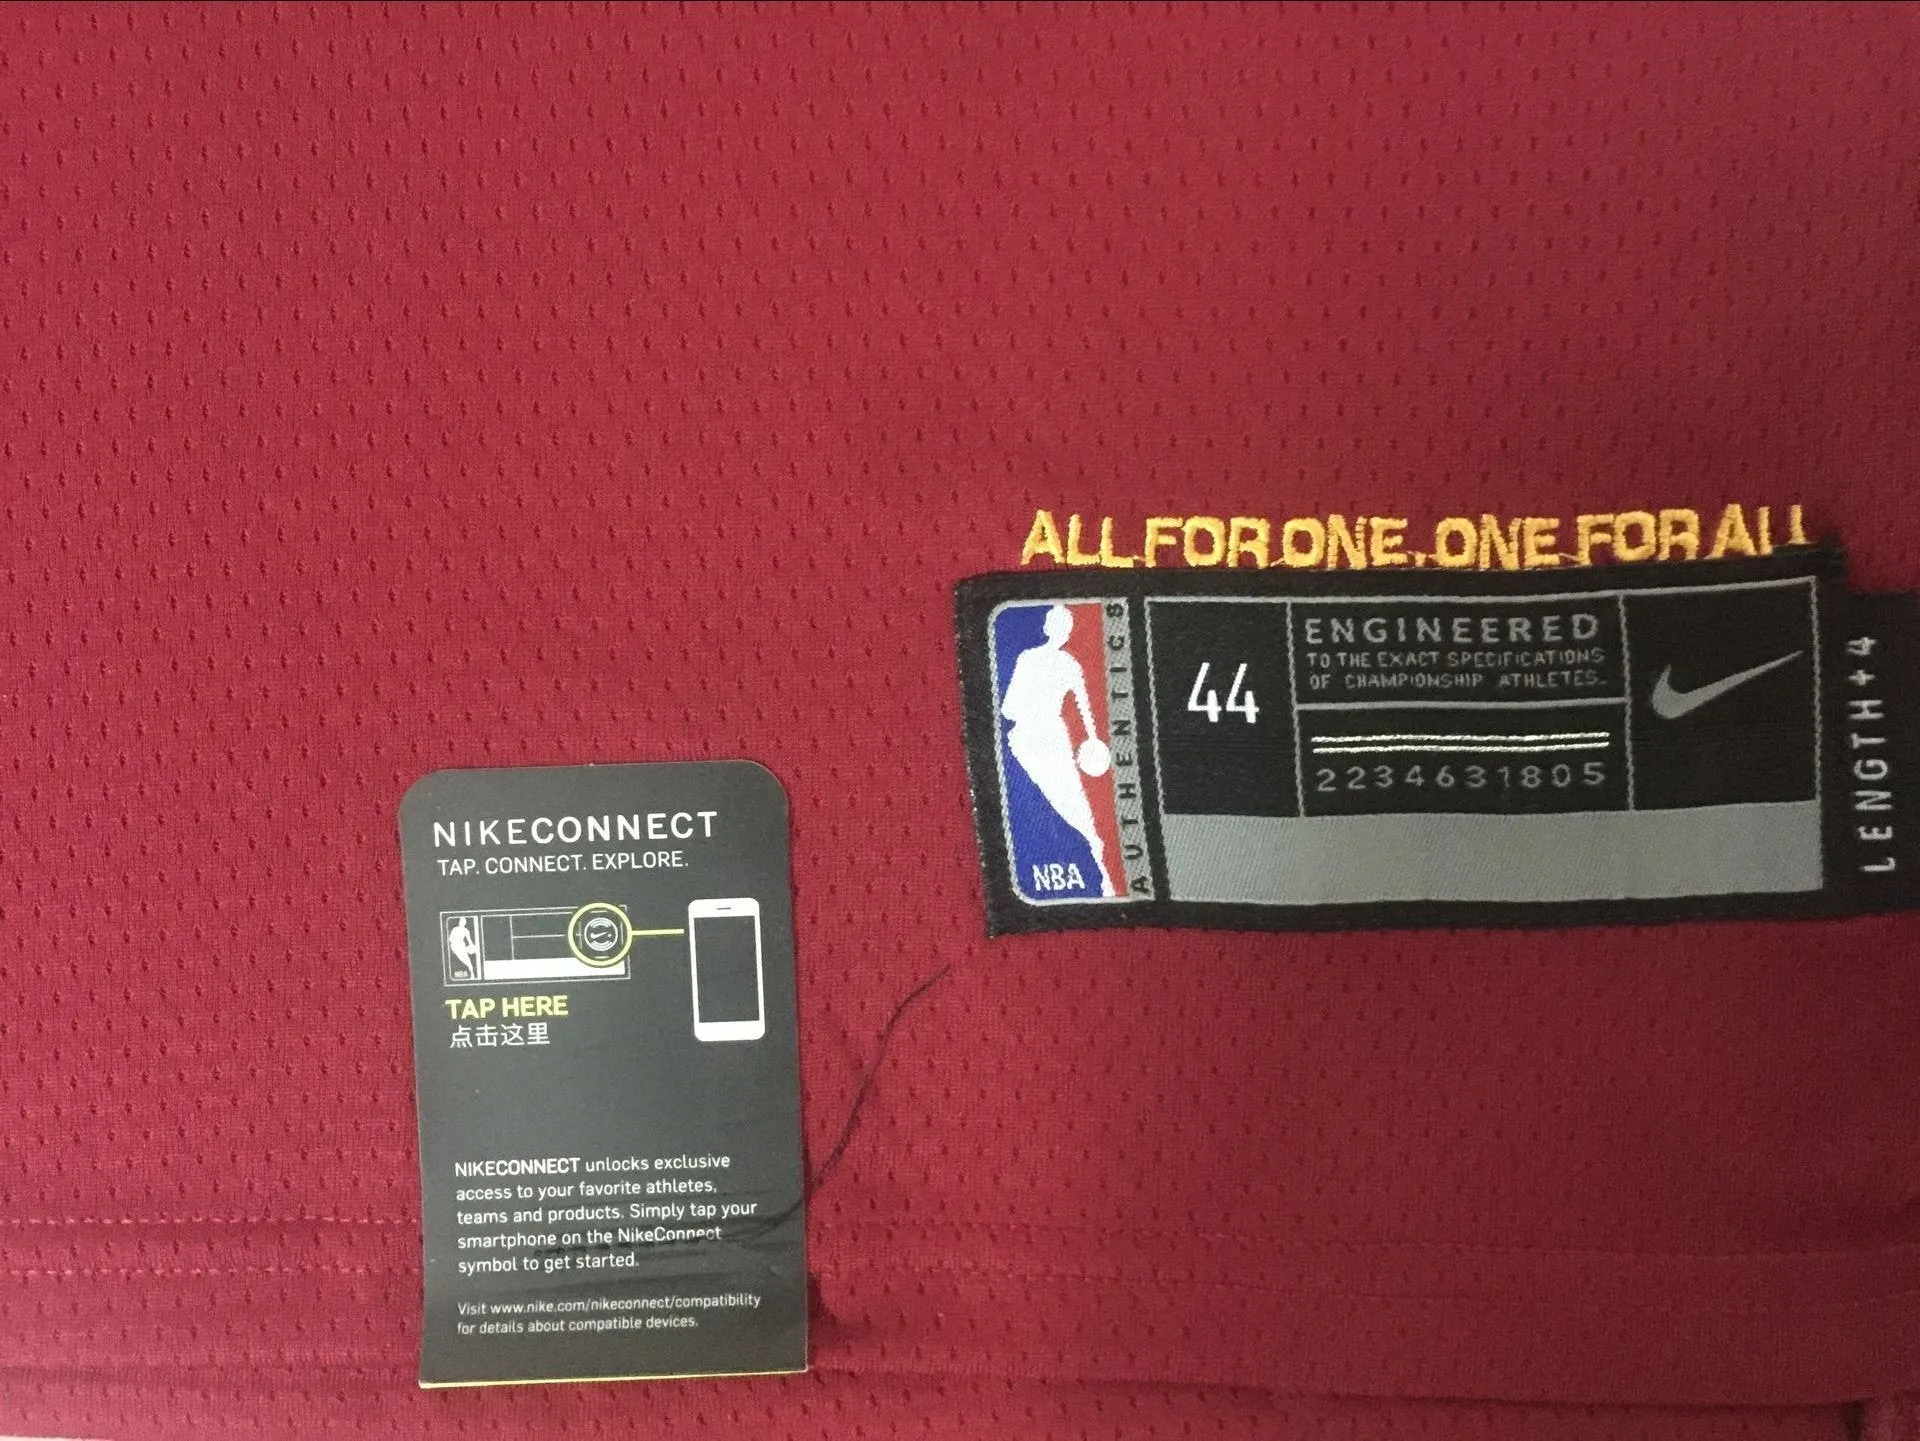 ALL FOR ONE. ONE FOR ALL
NBA
AUTHENTICS
44
ENGINEERED
TO THE EXACT SPECIFICATIONS
OF CHAMPIONSHIP ATHLETES.
2234631805
LENGTH+4
NIKECONNECT
TAP. CONNECT. EXPLORE.
NBA
TAP HERE
点击这里
NIKECONNECT unlocks exclusive
access to your favorite athletes,
teams and products. Simply tap your
smartphone on the NikeConnect
symbol to get started.
Visit www.nike.com/nikeconnect/compatibility
for details about compatible devices.